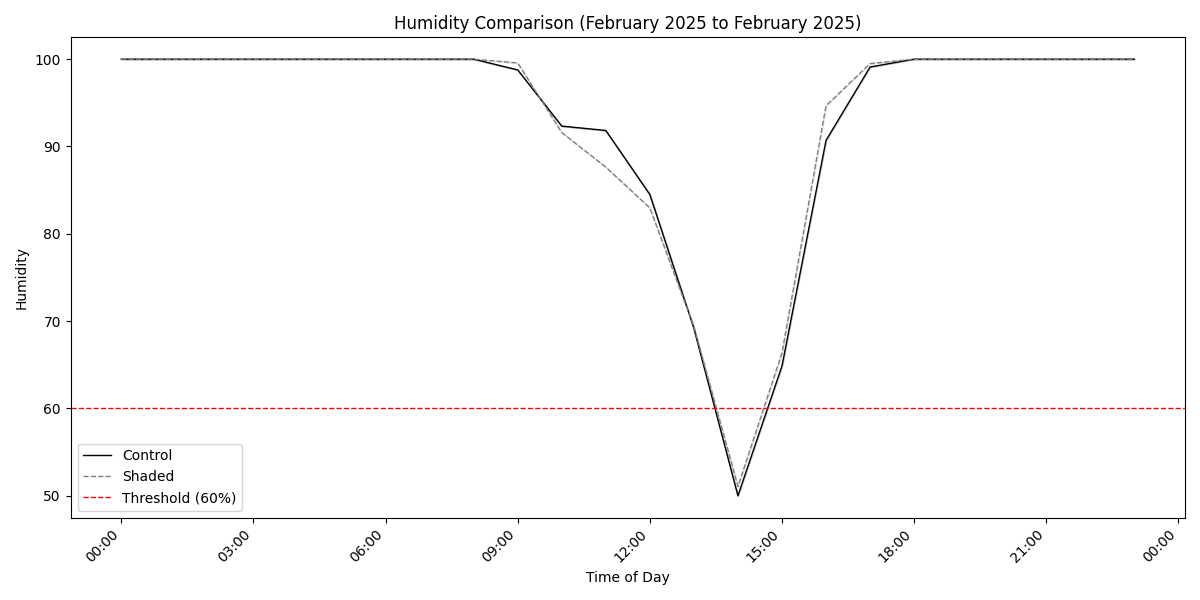 Humidity Comparison (February 2025 to February 2025)
100
90
80
70
60
50
Humidity
Control
Shaded
Threshold (60%)
00:00
03:00
06:00
09:00
12:00
15:00
18:00
21:00
00:00
Time of Day